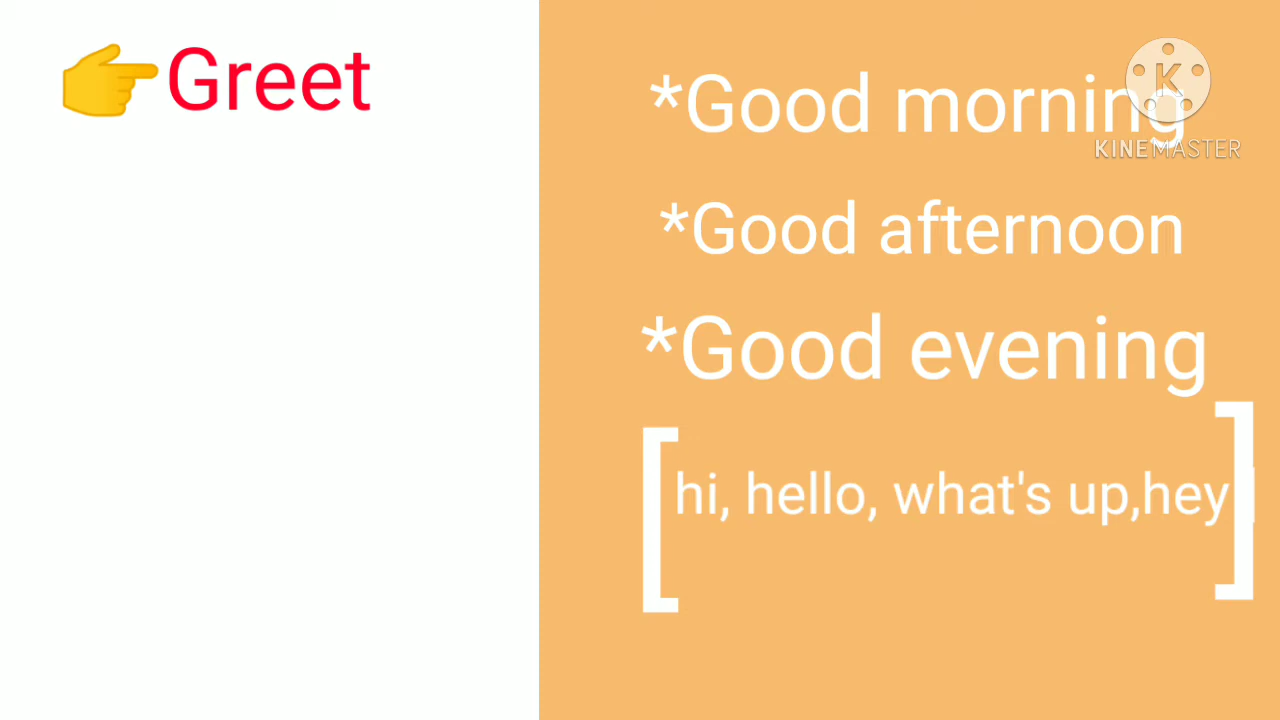 👉Greet
*Good morning
K
KINEMASTER
*Good afternoon
*Good evening
[hi, hello, what's up,hey]